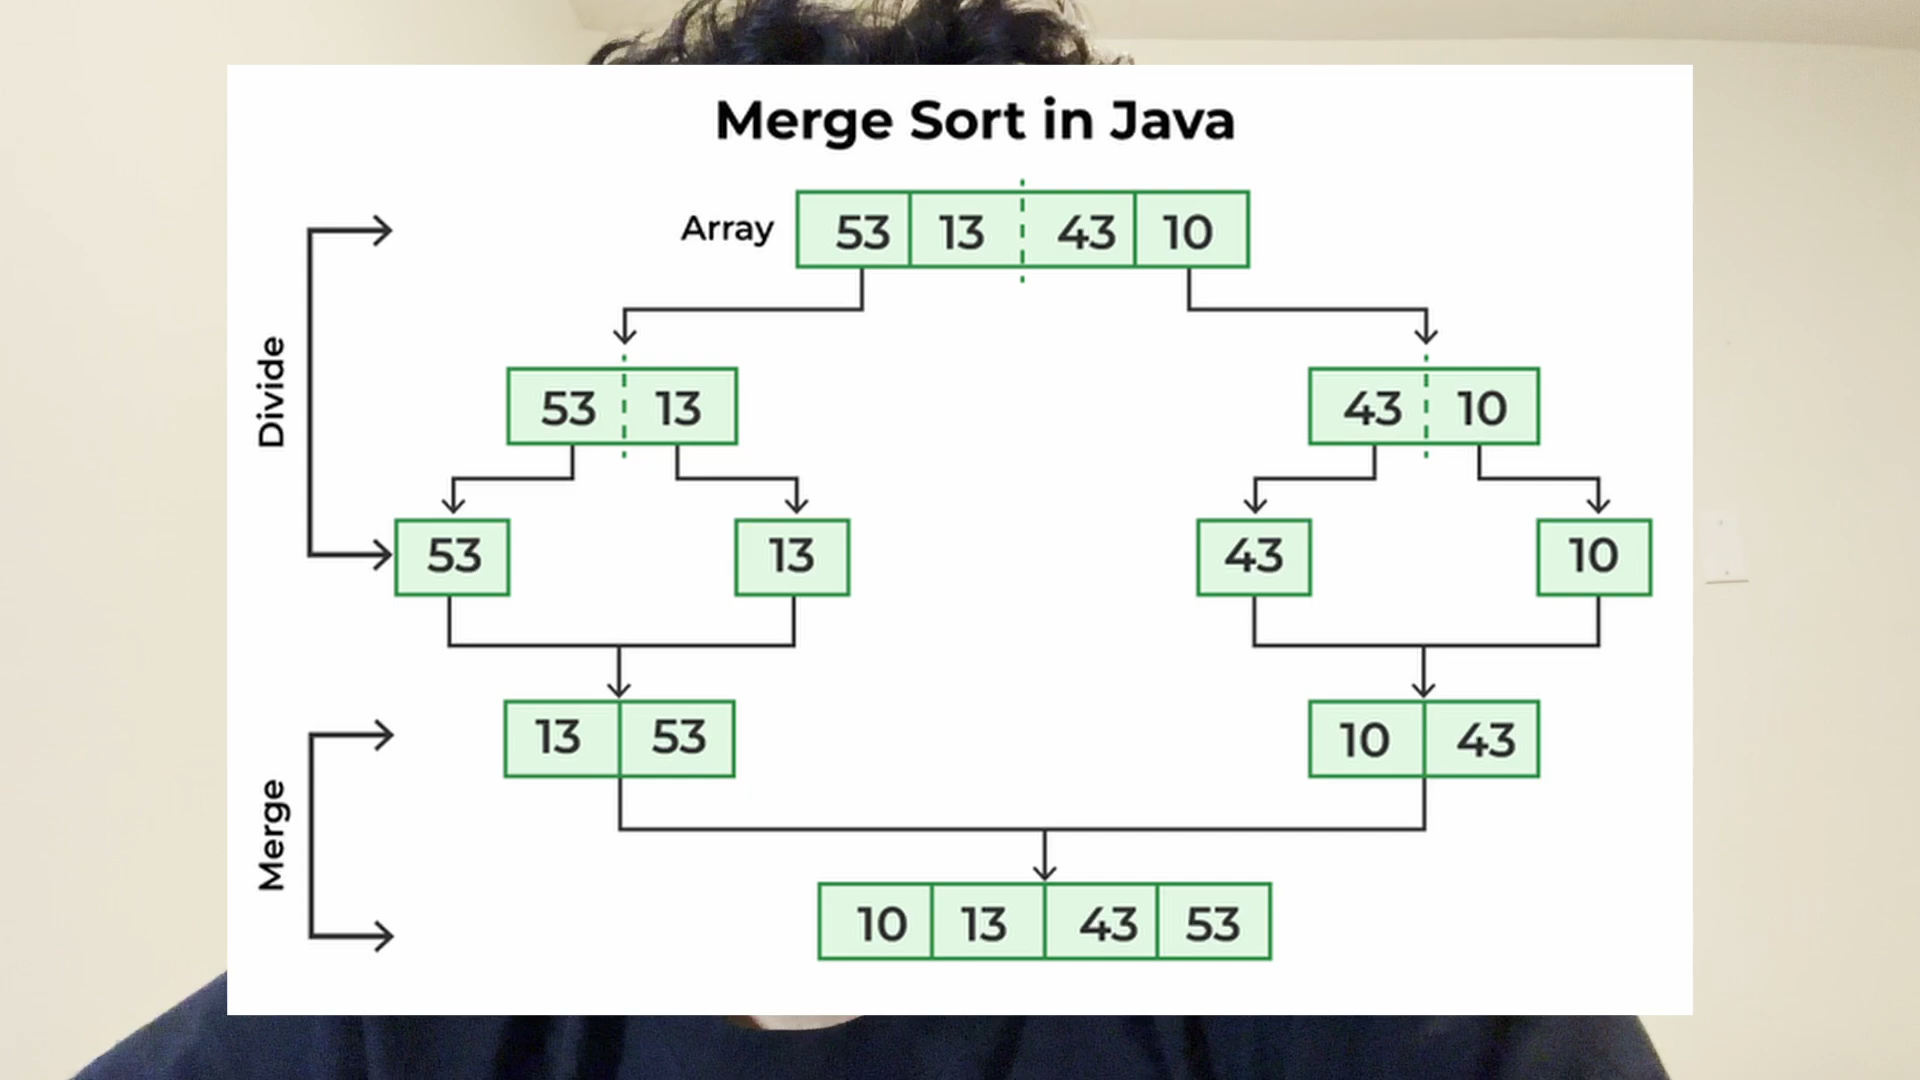 Merge Sort in Java
Array 53 13 43 10
Divide
53 13 43 10
53 13 43 10
Merge
13 53 10 43
10 13 43 53